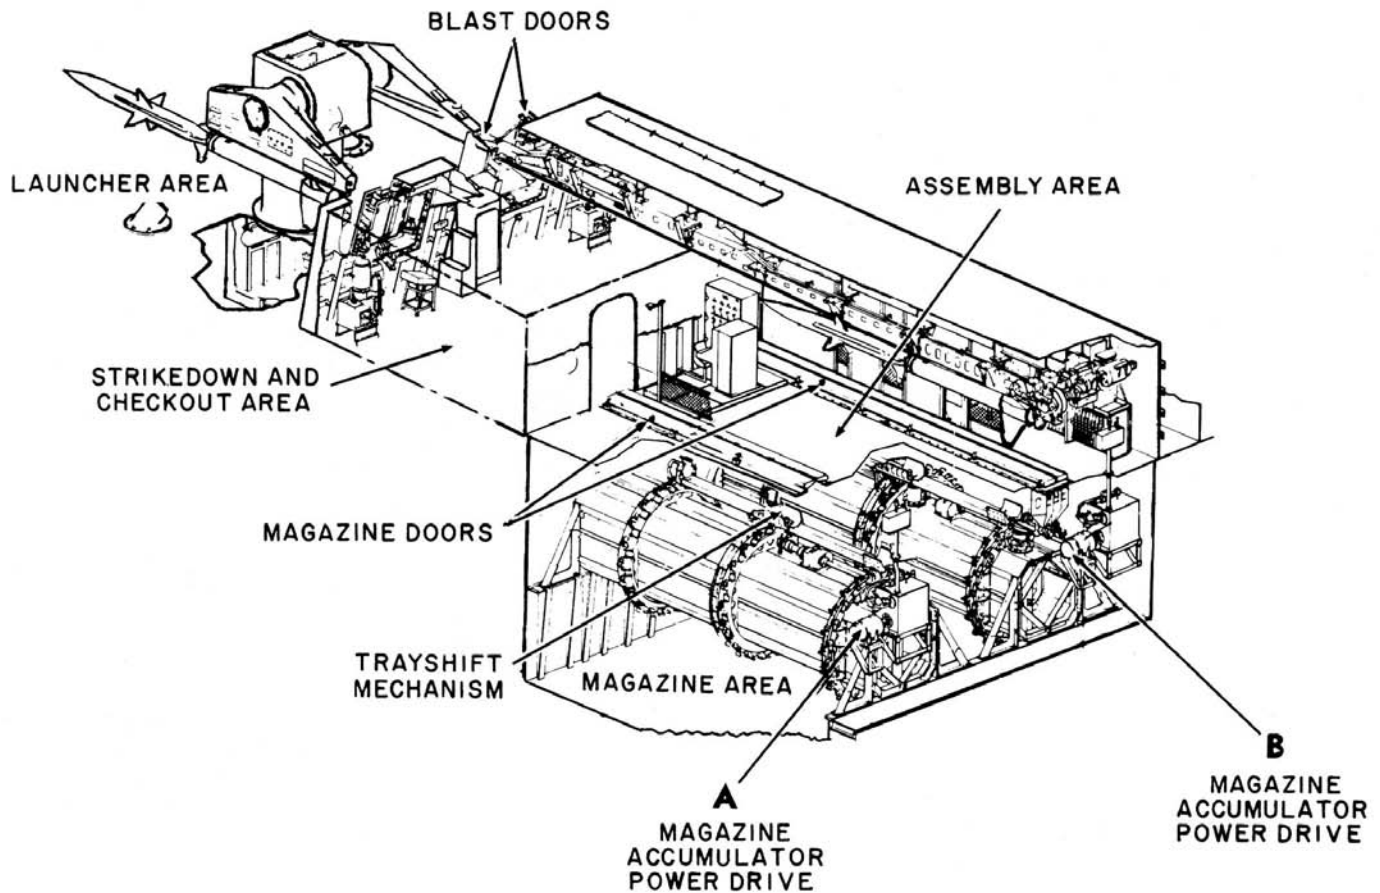 BLAST DOORS
LAUNCHER AREA
ASSEMBLY AREA
STRIKEDOWN AND
CHECKOUT AREA
MAGAZINE DOORS
TRAYSHIFT
MECHANISM
MAGAZINE AREA
A
MAGAZINE
ACCUMULATOR
POWER DRIVE
B
MAGAZINE
ACCUMULATOR
POWER DRIVE